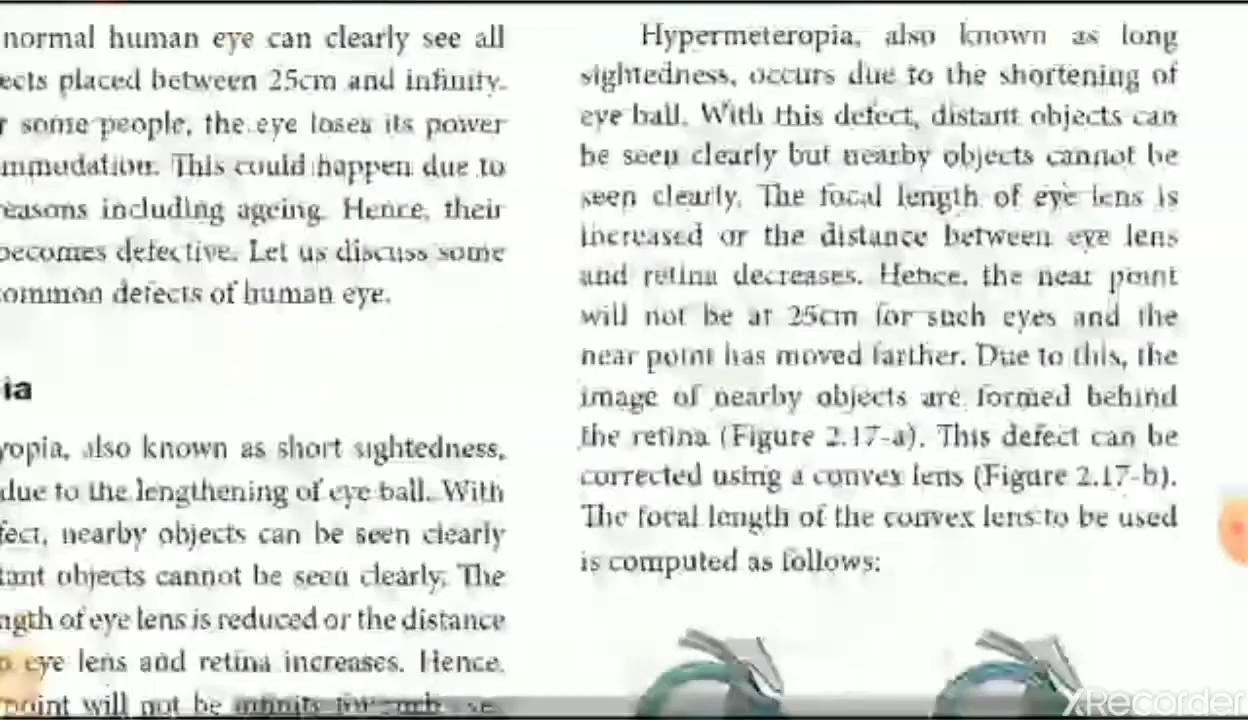 normal human eye can clearly see all
ects placed between 25cm and infinity.
r some people, the eye loses its power
mmodation. This could happen due to
easons including ageing. Hence, their
becomes defective. Let us discuss some
ommon defects of human eye.
ia
yopia, also known as short sightedness,
due to the lengthening of eye ball. With
fect, nearby objects can be seen clearly
tant objects cannot be seen clearly. The
ngth of eye lens is reduced or the distance
eye lens and retina increases. Hence,
point will not be infinity for such
Hypermeteropia, also known as long
sightedness, occurs due to the shortening of
eye ball. With this defect, distant objects can
be seen clearly but nearby objects cannot be
seen clearly. The focal length of eye lens is
increased or the distance between eye lens
and retina decreases. Hence, the near point
will not be at 25cm for such eyes and the
near point has moved farther. Due to this, the
image of nearby objects are formed behind
the retina (Figure 2.17-a). This defect can be
corrected using a convex lens (Figure 2.17-b).
The focal length of the convex lens to be used
is computed as follows:
XRecorder